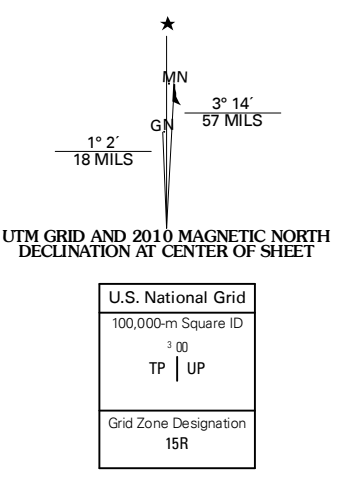 MN
3° 14´
57 MILS
GN
1° 2´
18 MILS
UTM GRID AND 2010 MAGNETIC NORTH
DECLINATION AT CENTER OF SHEET
U.S. National Grid
100,000-m Square ID
3 00
TP | UP
Grid Zone Designation
15R